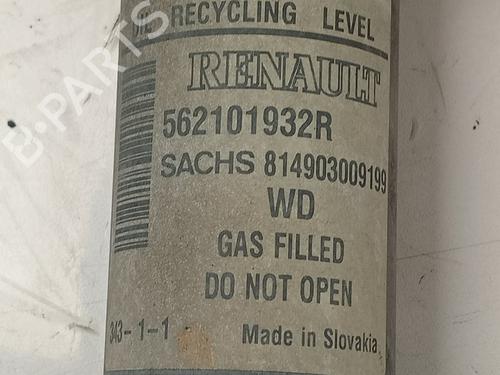 RECYCLING LEVEL
RENAULT
562101932R
SACHS 814903009199
WD
GAS FILLED
DO NOT OPEN
343-1-1
Made in Slovakia
B-PARTS